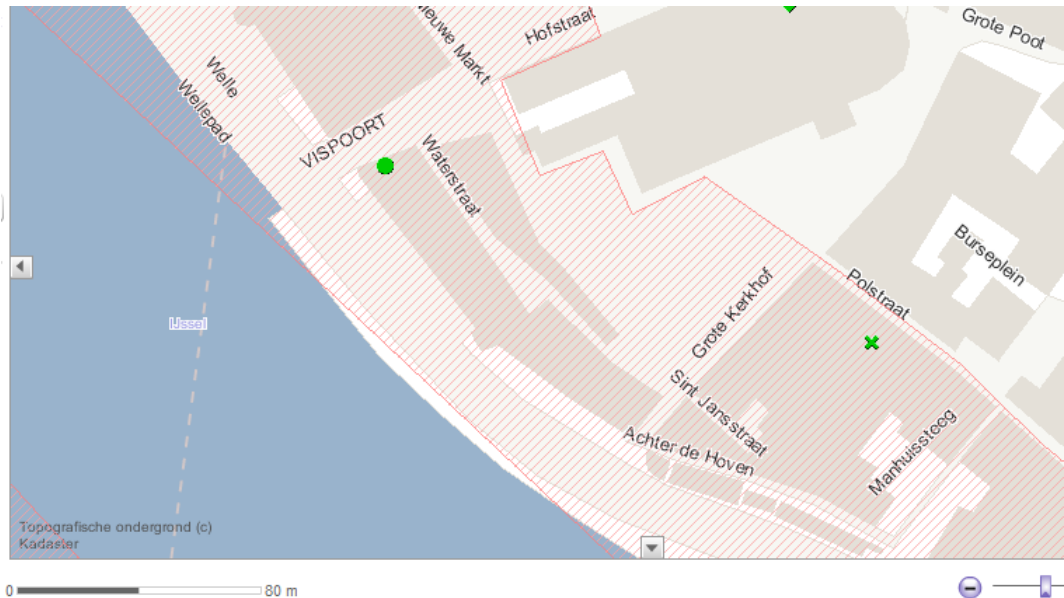 Nieuwe Markt
Hofstraat
Grote Poot
Welle
Wellepad
VISPOORT
Waterstraat
Burseplein
Grote Kerkhof
Polstraat
IJssel
Sint Jansstraat
Achter de Hoven
Manhuissteeg
Topografische ondergrond (c)
Kadaster
0 80 m